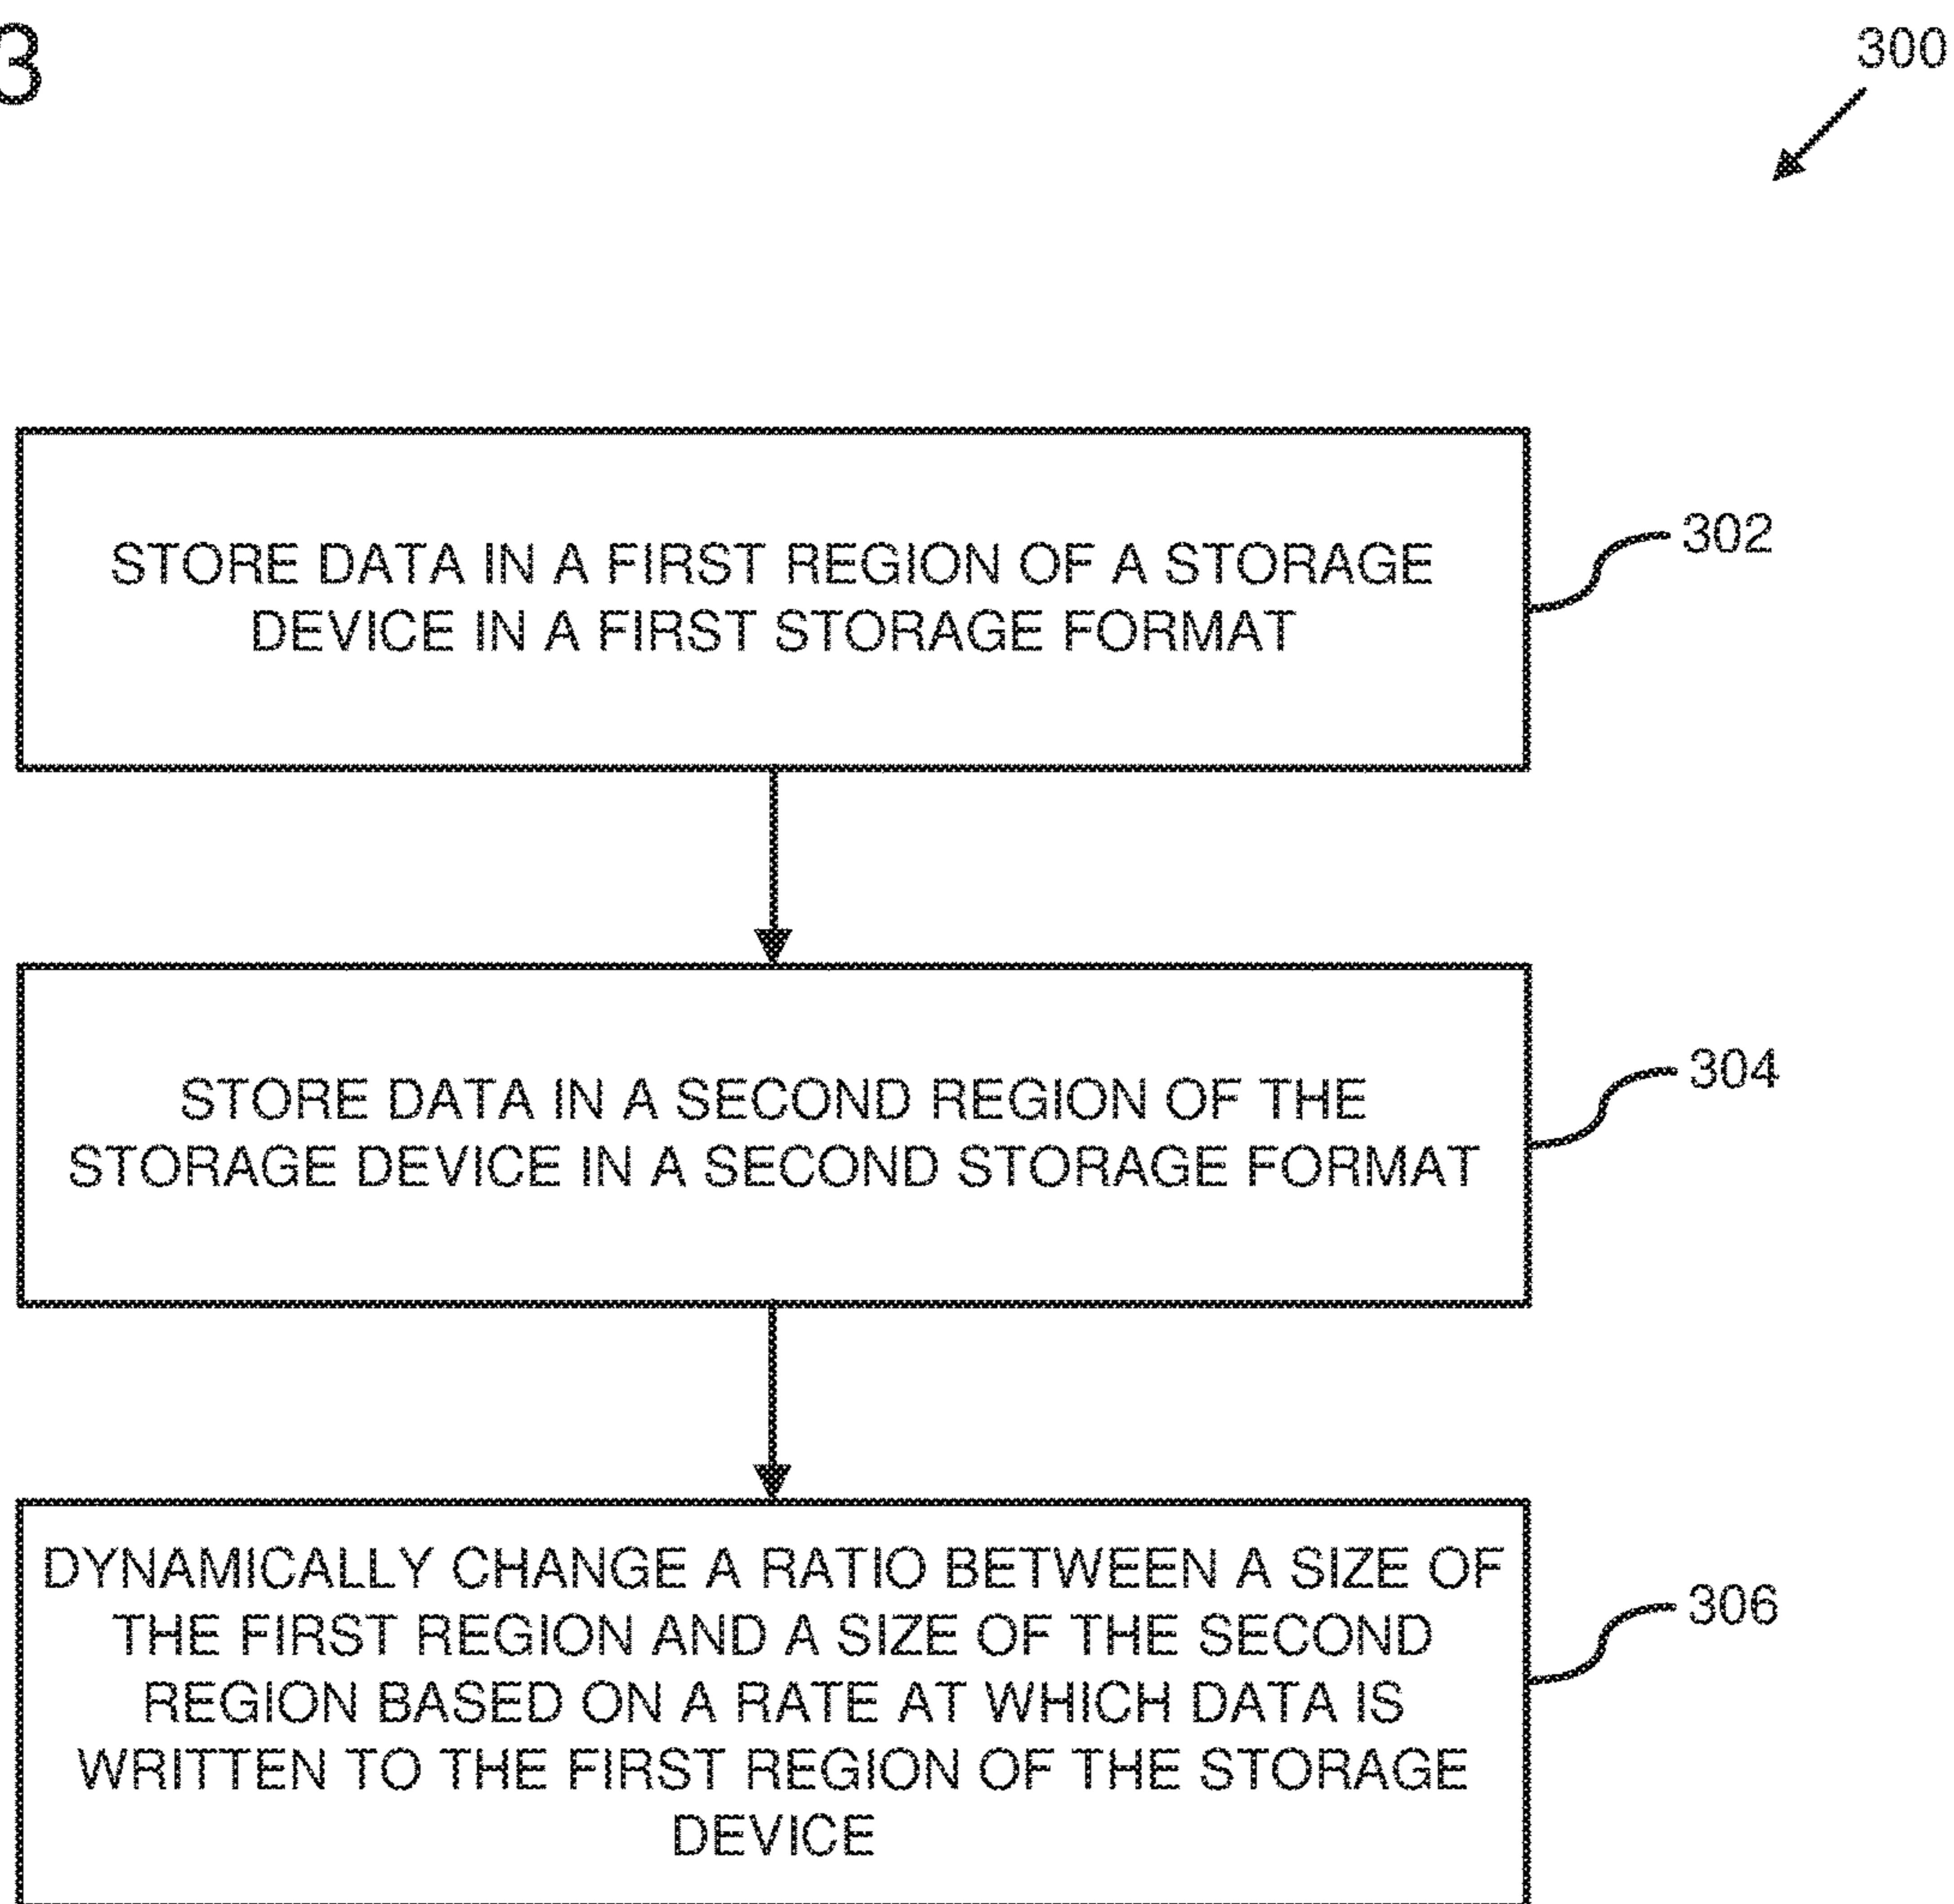 3
300
STORE DATA IN A FIRST REGION OF A STORAGE
DEVICE IN A FIRST STORAGE FORMAT
302
STORE DATA IN A SECOND REGION OF THE
STORAGE DEVICE IN A SECOND STORAGE FORMAT
304
DYNAMICALLY CHANGE A RATIO BETWEEN A SIZE OF
THE FIRST REGION AND A SIZE OF THE SECOND
REGION BASED ON A RATE AT WHICH DATA IS
WRITTEN TO THE FIRST REGION OF THE STORAGE
DEVICE
306